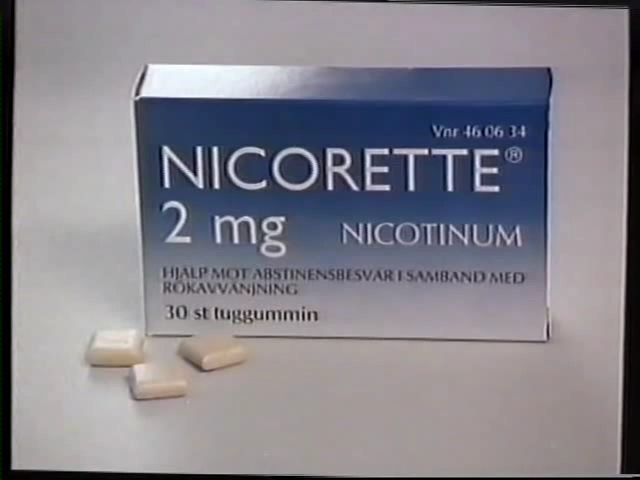 Vnr 46 06 34
NICORETTE®
2 mg NICOTINUM
HJÄLP MOT ABSTINENSBESVÄR I SAMBAND MED
RÖKAVVÄNJNING
30 st tuggummin